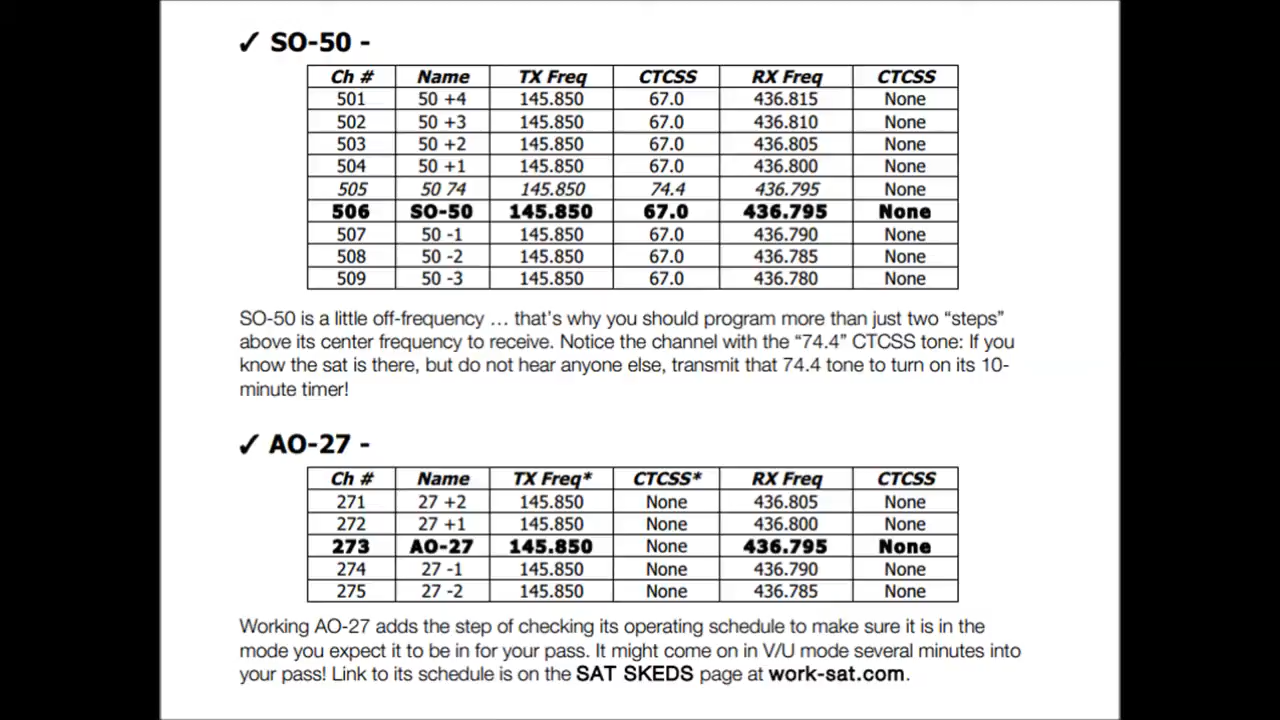 ✓ SO-50 -
Ch # Name TX Freq CTCSS RX Freq CTCSS
501 50 +4 145.850 67.0 436.815 None
502 50 +3 145.850 67.0 436.810 None
503 50 +2 145.850 67.0 436.805 None
504 50 +1 145.850 67.0 436.800 None
505 50 74 145.850 74.4 436.795 None
506 SO-50 145.850 67.0 436.795 None
507 50 -1 145.850 67.0 436.790 None
508 50 -2 145.850 67.0 436.785 None
509 50 -3 145.850 67.0 436.780 None
SO-50 is a little off-frequency … that’s why you should program more than just two “steps”
above its center frequency to receive. Notice the channel with the “74.4” CTCSS tone: If you
know the sat is there, but do not hear anyone else, transmit that 74.4 tone to turn on its 10-
minute timer!
✓ AO-27 -
Ch # Name TX Freq* CTCSS* RX Freq CTCSS
271 27 +2 145.850 None 436.805 None
272 27 +1 145.850 None 436.800 None
273 AO-27 145.850 None 436.795 None
274 27 -1 145.850 None 436.790 None
275 27 -2 145.850 None 436.785 None
Working AO-27 adds the step of checking its operating schedule to make sure it is in the
mode you expect it to be in for your pass. It might come on in V/U mode several minutes into
your pass! Link to its schedule is on the SAT SKEDS page at work-sat.com.